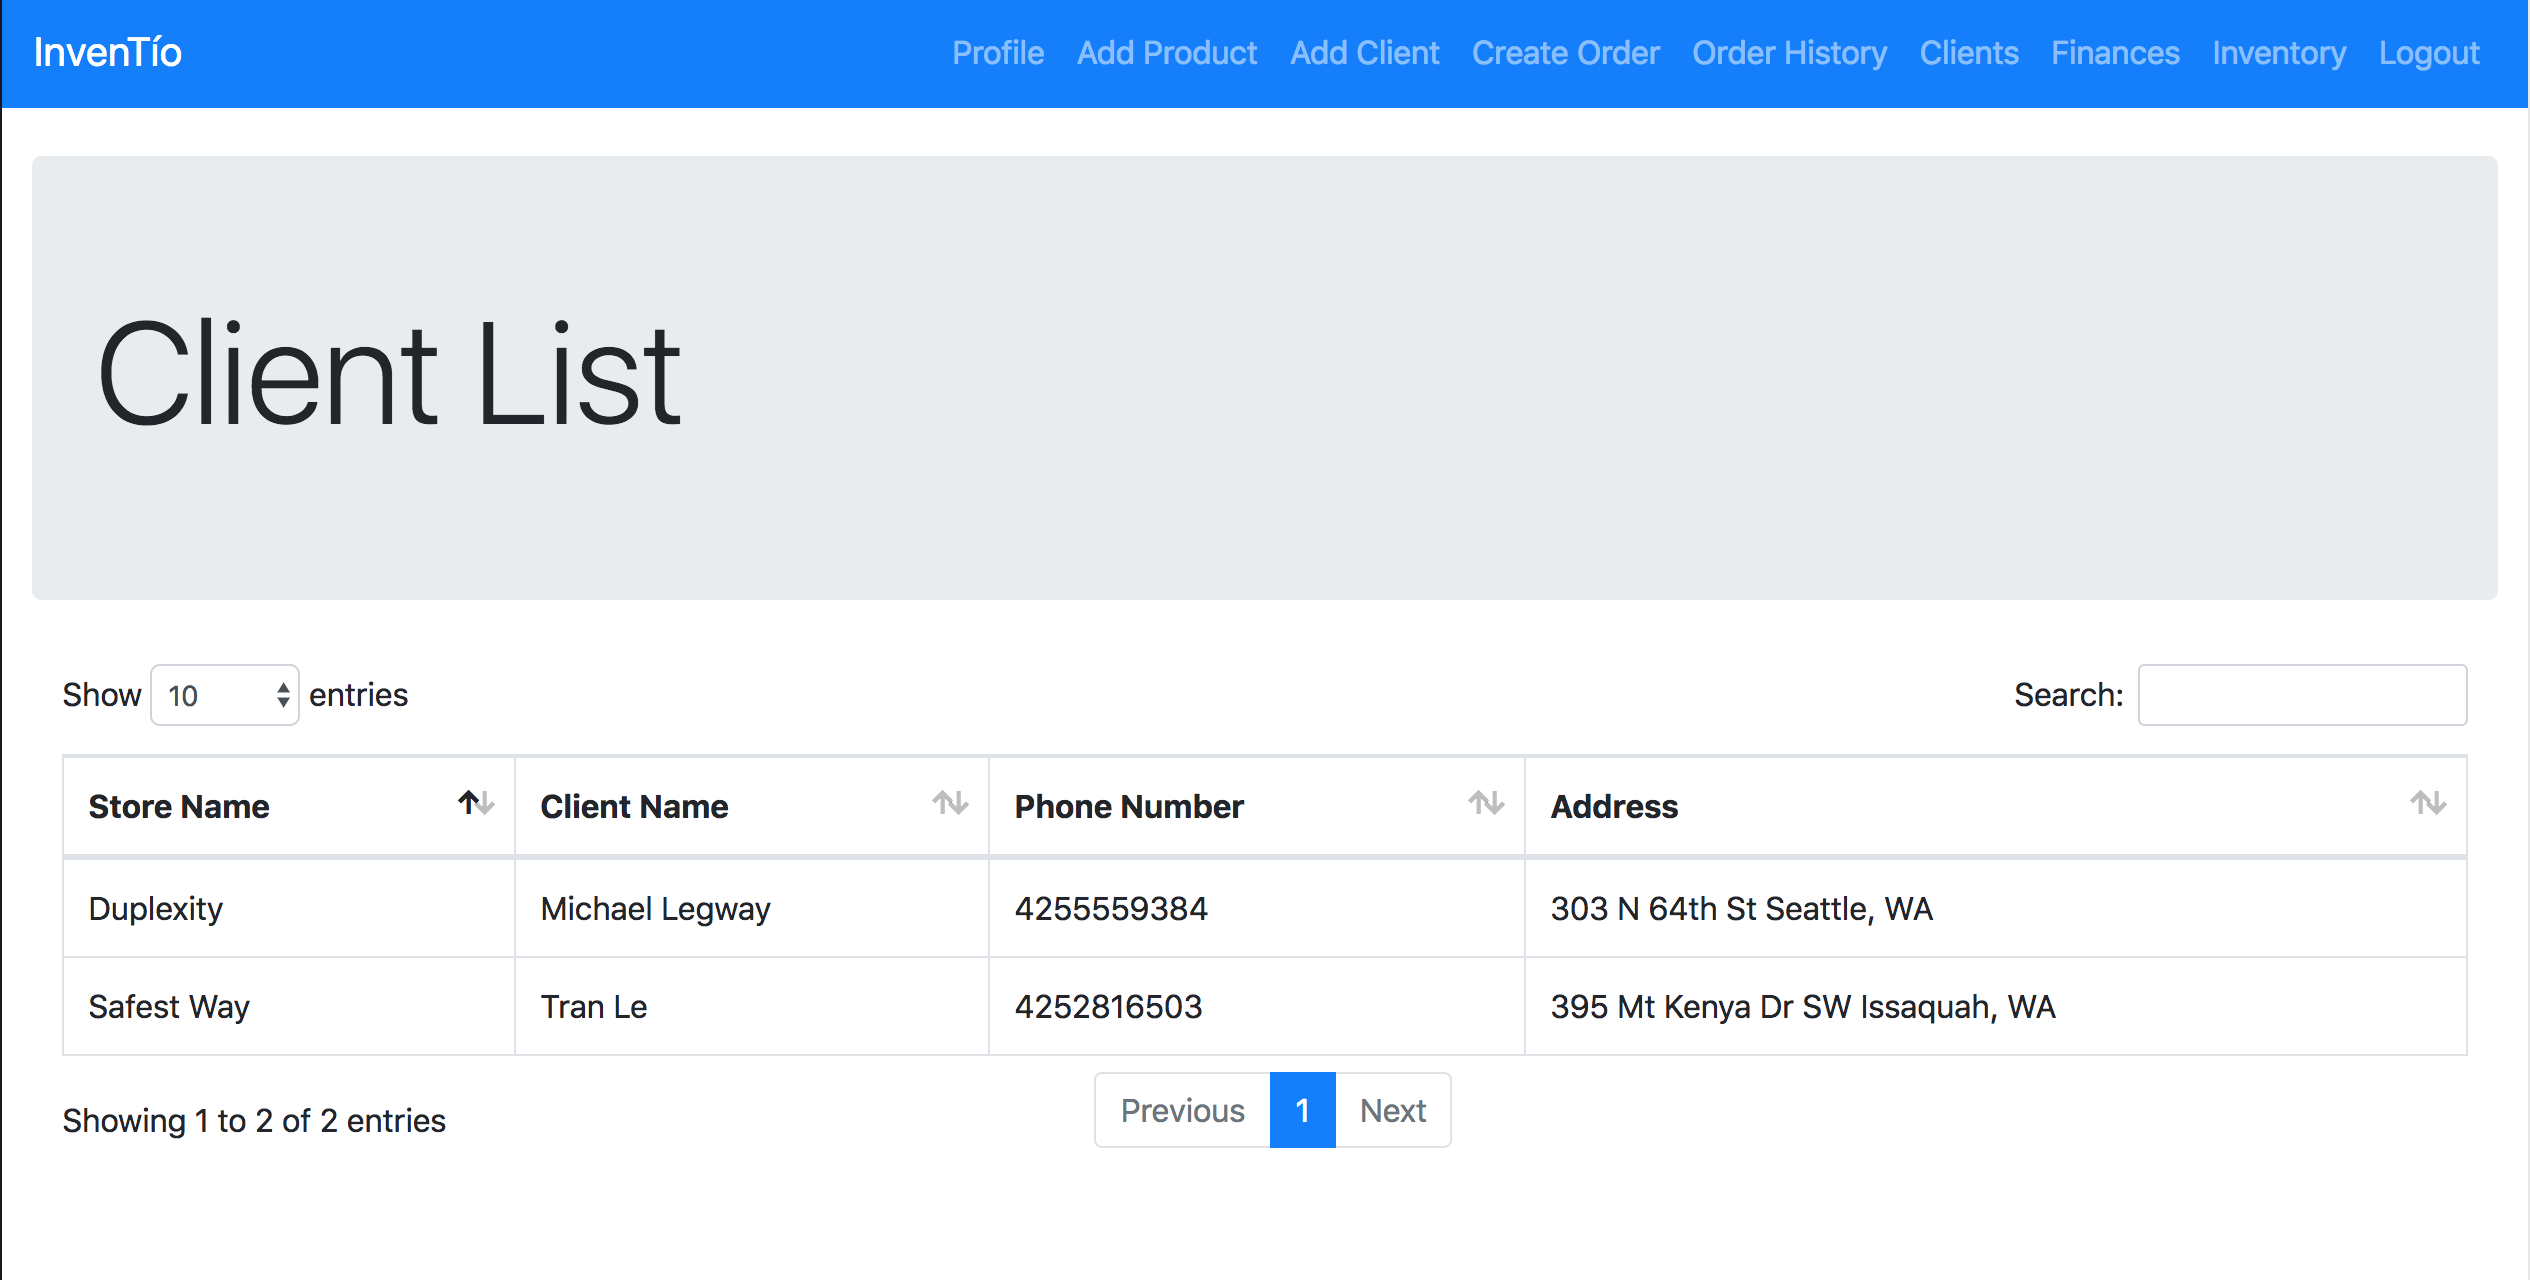 InvenTío Profile Add Product Add Client Create Order Order History Clients Finances Inventory Logout
Client List
Show 10 entries Search:
Store Name Client Name Phone Number Address
Duplexity Michael Legway 4255559384 303 N 64th St Seattle, WA
Safest Way Tran Le 4252816503 395 Mt Kenya Dr SW Issaquah, WA
Showing 1 to 2 of 2 entries Previous 1 Next